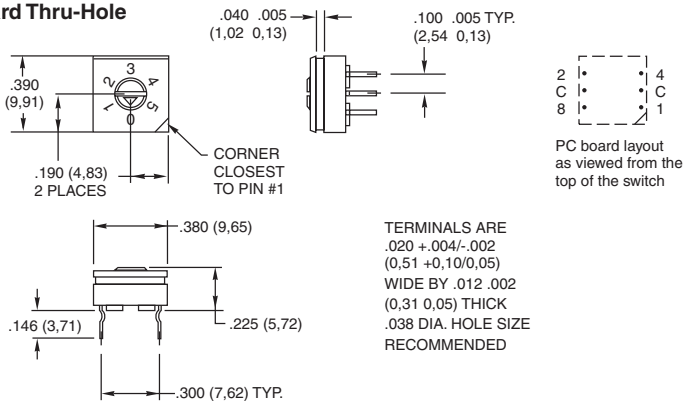 ard Thru-Hole
.040 .005
(1,02 0,13)
.100 .005 TYP.
(2,54 0,13)
.390
(9,91)
0
1
2
3
4
5
.190 (4,83)
2 PLACES
CORNER
CLOSEST
TO PIN #1
2 4
C C
8 1
PC board layout
as viewed from the
top of the switch
.380 (9,65)
.146 (3,71)
.225 (5,72)
.300 (7,62) TYP.
TERMINALS ARE
.020 +.004/-.002
(0,51 +0,10/0,05)
WIDE BY .012 .002
(0,31 0,05) THICK
.038 DIA. HOLE SIZE
RECOMMENDED